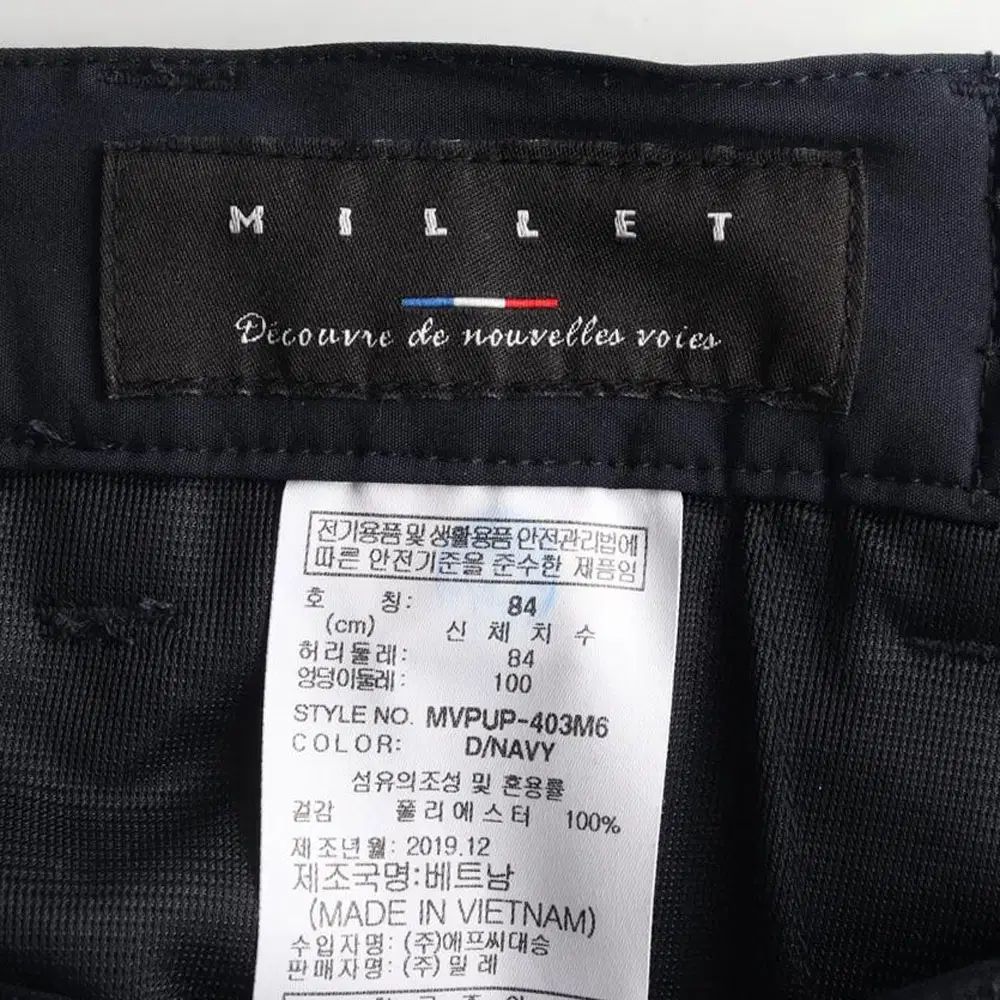 MILLET
Découvre de nouvelles voies
전기용품 및 생활용품 안전관리법에
따른 안전기준을 준수한 제품임
호 칭: 84
(cm) 신 체 치 수
허리둘레: 84
엉덩이둘레: 100
STYLE NO. MVPUP-403M6
COLOR: D/NAVY
섬유의조성 및 혼용률
겉감 폴리에스터 100%
제조년월: 2019.12
제조국명:베트남
(MADE IN VIETNAM)
수입자명: (주)에프씨대승
판매자명: (주) 밀 레